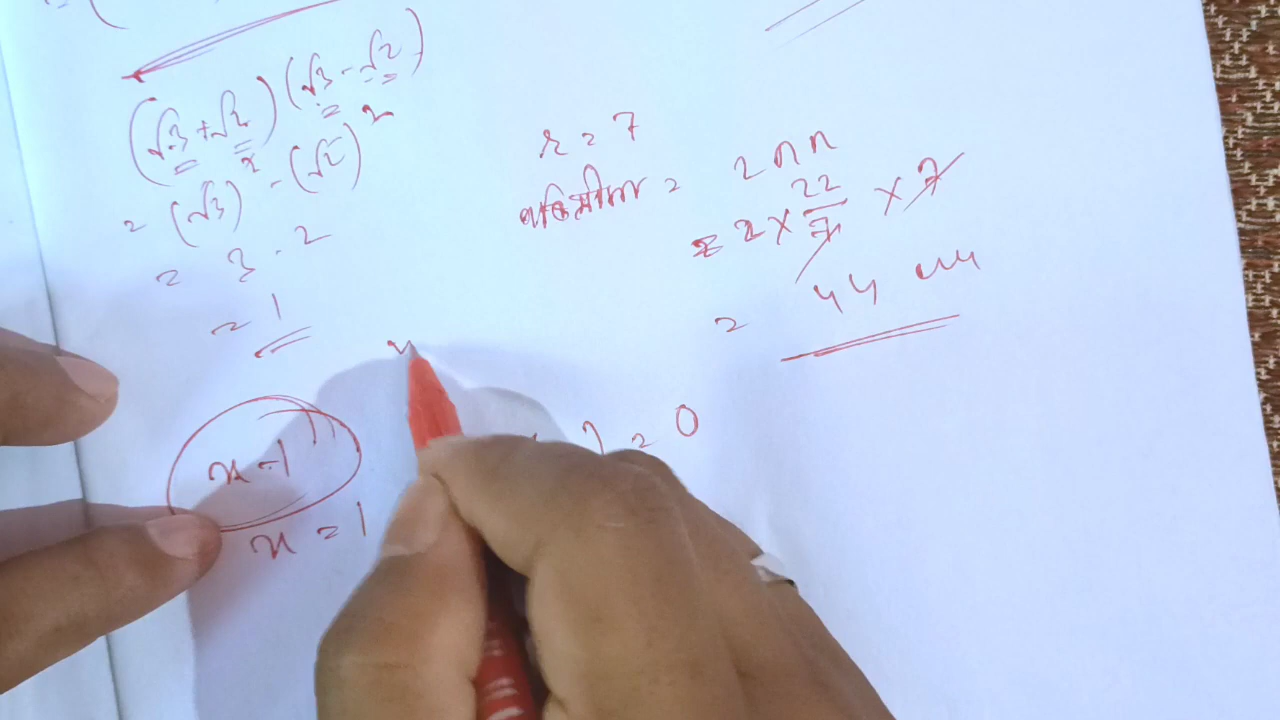 (√3+√2)(√3-√2)
= (√3)² - (√2)²
= 3 - 2
= 1
r = 7
= 2πr
= 2 × 22/7 × 7
= 44 cm
x-1
x = 1
= 0